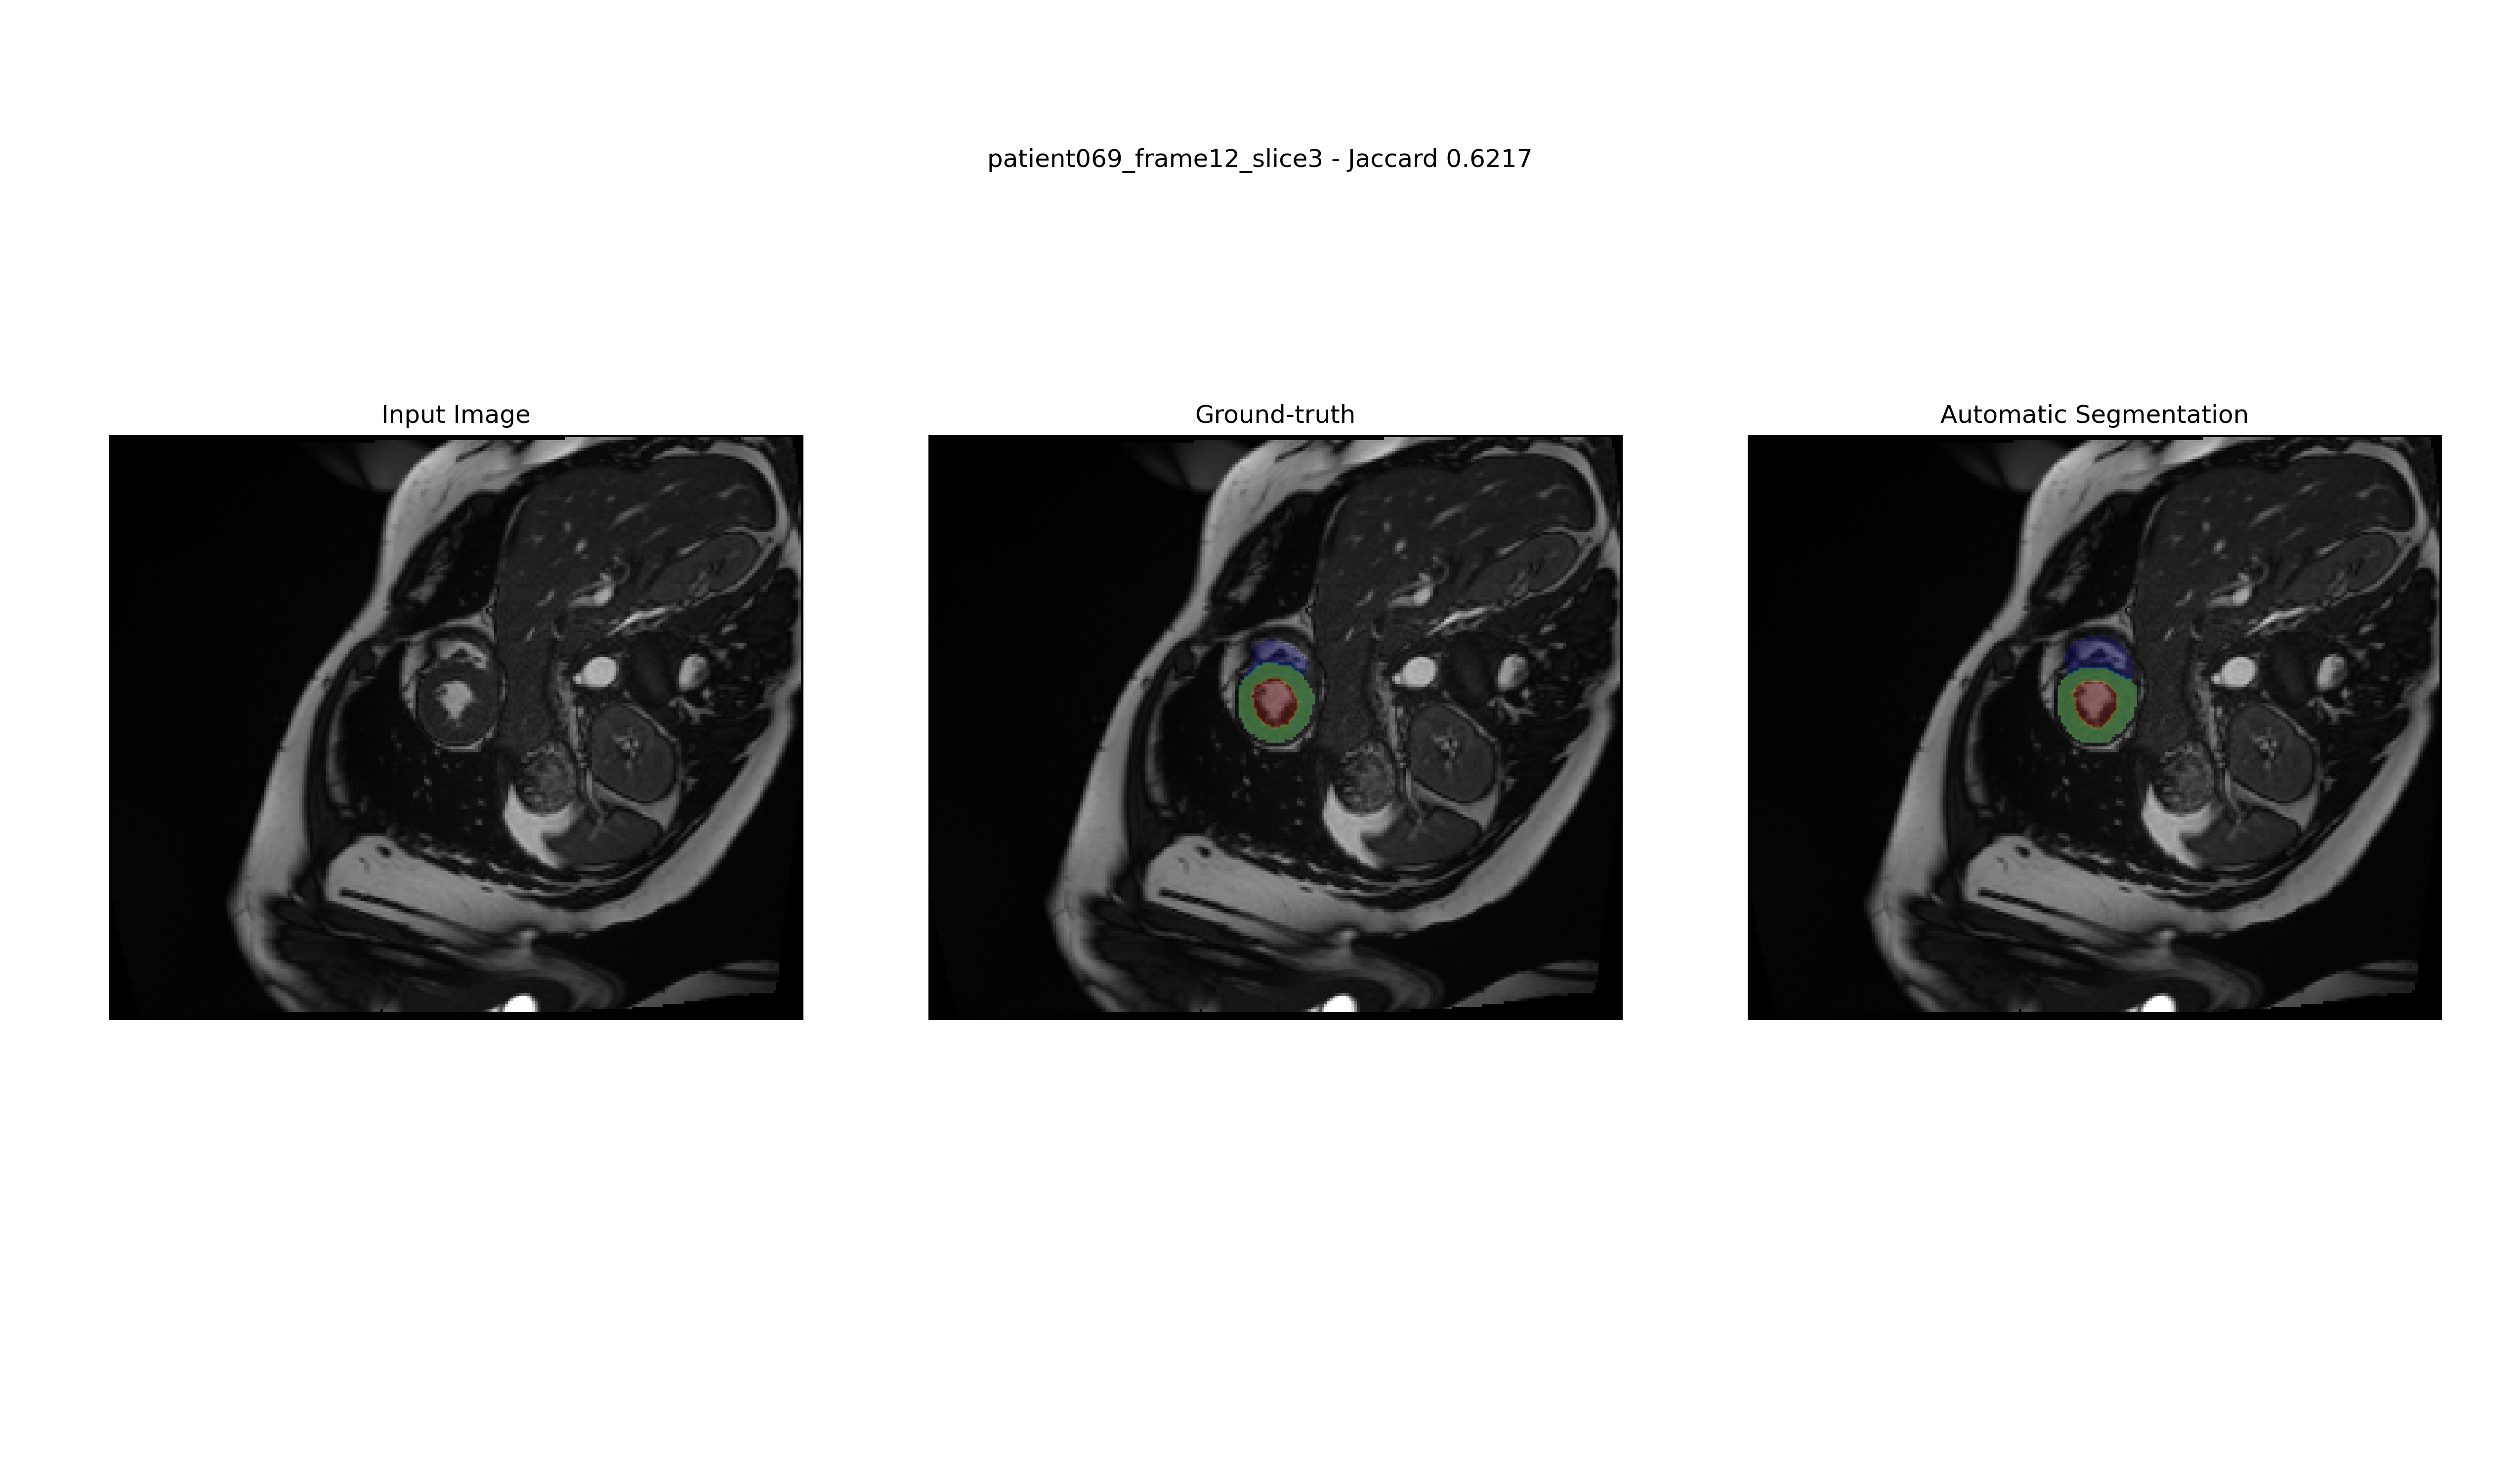 patient069_frame12_slice3 - Jaccard 0.6217
Input Image
Ground-truth
Automatic Segmentation